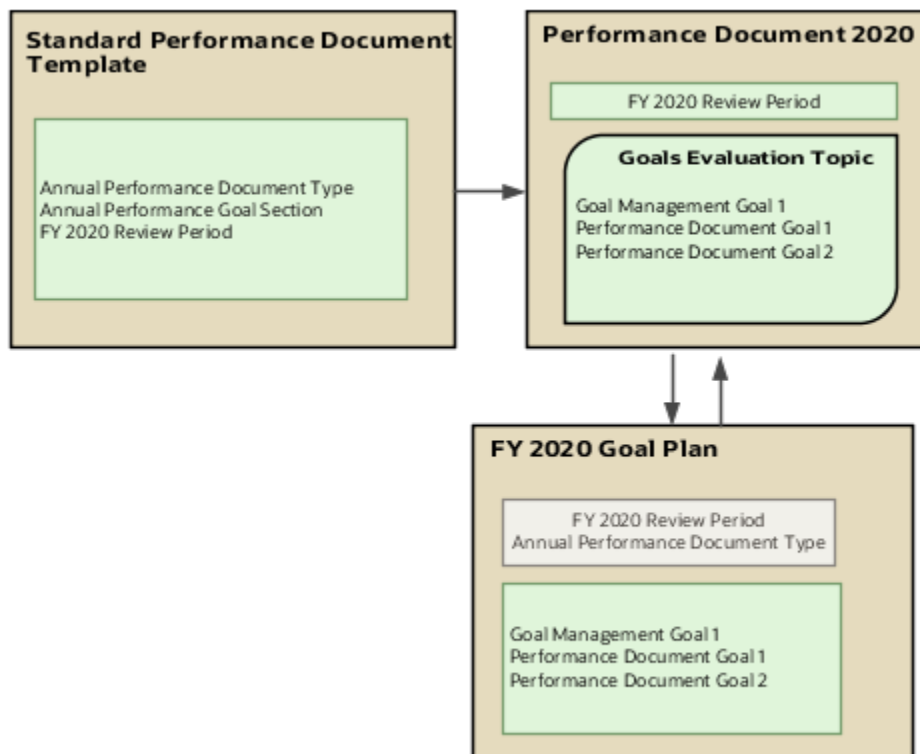 Standard Performance Document
Template
Annual Performance Document Type
Annual Performance Goal Section
FY 2020 Review Period
Performance Document 2020
FY 2020 Review Period
Goals Evaluation Topic
Goal Management Goal 1
Performance Document Goal 1
Performance Document Goal 2
FY 2020 Goal Plan
FY 2020 Review Period
Annual Performance Document Type
Goal Management Goal 1
Performance Document Goal 1
Performance Document Goal 2